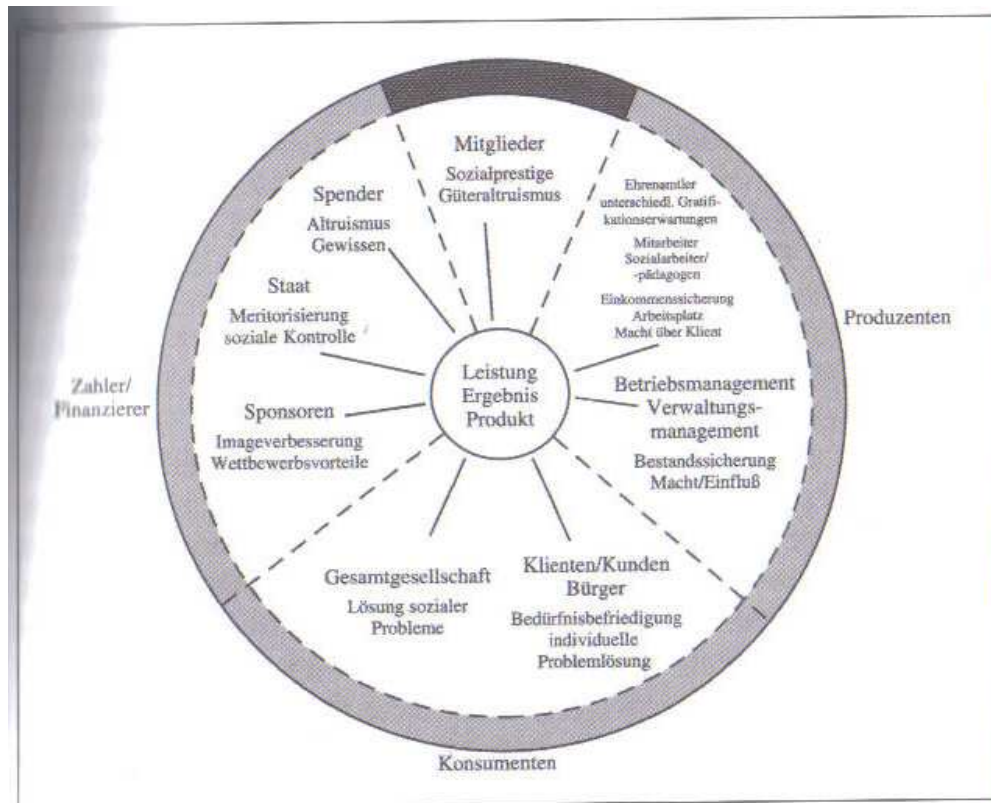 Mitglieder
Sozialprestige
Güteraltruismus
Spender
Altruismus
Gewissen
Staat
Meritorisierung
soziale Kontrolle
Sponsoren
Imageverbesserung
Wettbewerbsvorteile
Zahler/
Finanzierer
Leistung
Ergebnis
Produkt
Ehrenamtler
unterschiedl. Gratifi-
kationserwartungen
Mitarbeiter
Sozialarbeiter/
-pädagogen
Einkommenssicherung
Arbeitsplatz
Macht über Klient
Produzenten
Betriebsmanagement
Verwaltungs-
management
Bestandssicherung
Macht/Einfluß
Gesamtgesellschaft
Lösung sozialer
Probleme
Klienten/Kunden
Bürger
Bedürfnisbefriedigung
individuelle
Problemlösung
Konsumenten